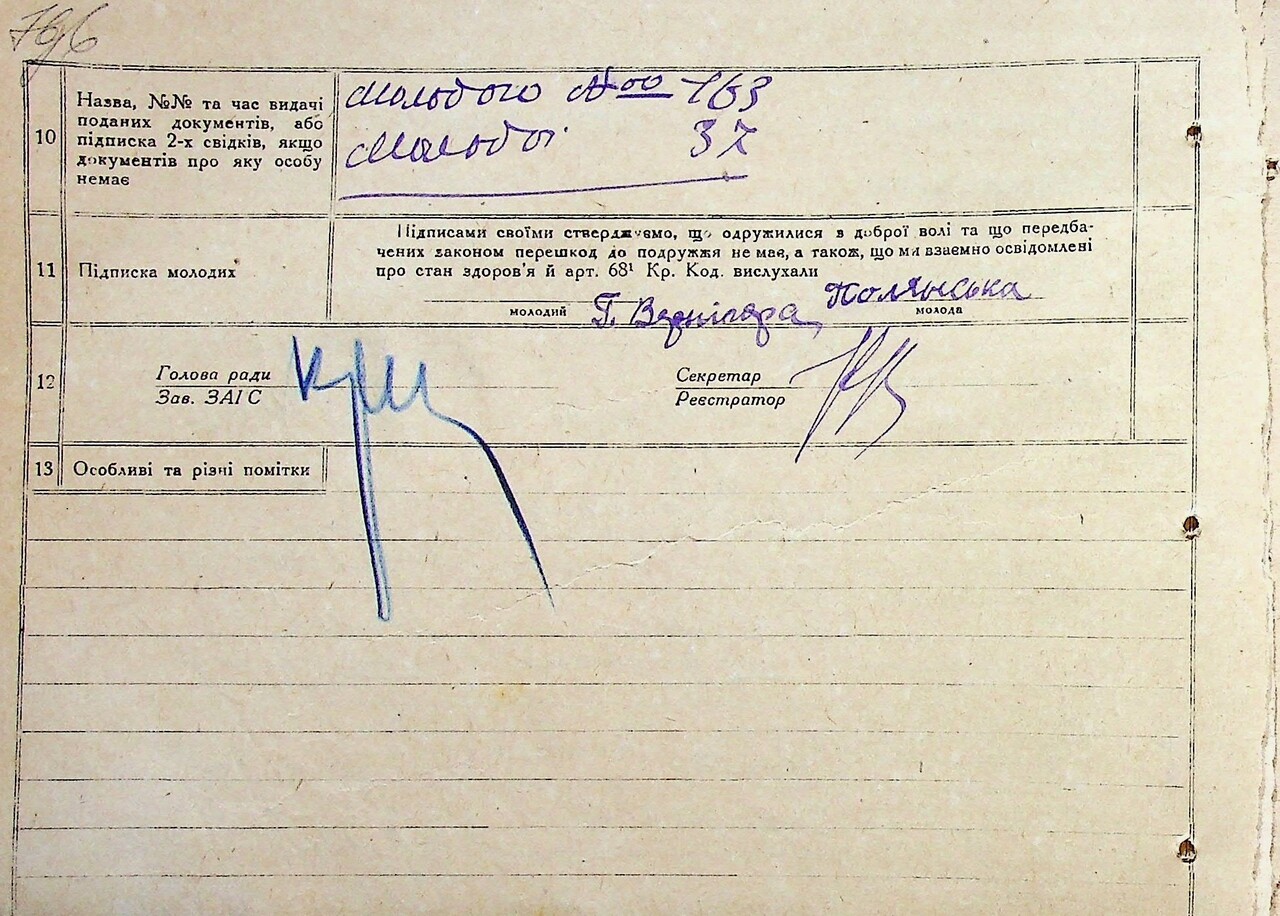 796
10
Назва, №№ та час видачі
поданих документів, або
підписка 2-х свідків, якщо
документів про яку особу
немає
Молодого №00 163
Молодої 37
11
Підписка молодих
Підписами своїми стверджуємо, що одружилися з доброї волі та що передба-
чених законом перешкод до подружжя не має, а також, що ми взаємно освідомлені
про стан здоров'я й арт. 68¹ Кр. Код. вислухали
молодий Г. Вернігора Полянська
молода
12
Голова ради
Зав. ЗАІС
Секретар
Реєстратор
13
Особливі та різні помітки